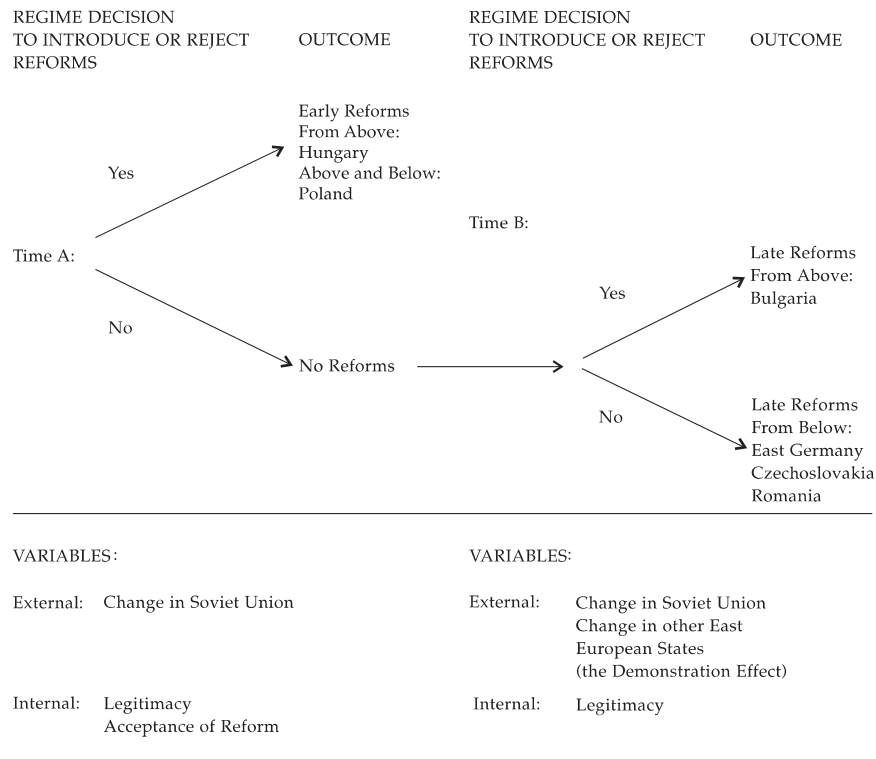 REGIME DECISION
TO INTRODUCE OR REJECT
REFORMS
OUTCOME
REGIME DECISION
TO INTRODUCE OR REJECT
REFORMS
OUTCOME
Early Reforms
From Above:
Hungary
Above and Below:
Poland
Yes
Time A:
No
No Reforms
Time B:
Yes
Late Reforms
From Above:
Bulgaria
No
Late Reforms
From Below:
East Germany
Czechoslovakia
Romania
VARIABLES:
External: Change in Soviet Union
Internal: Legitimacy
Acceptance of Reform
VARIABLES:
External: Change in Soviet Union
Change in other East
European States
(the Demonstration Effect)
Internal: Legitimacy